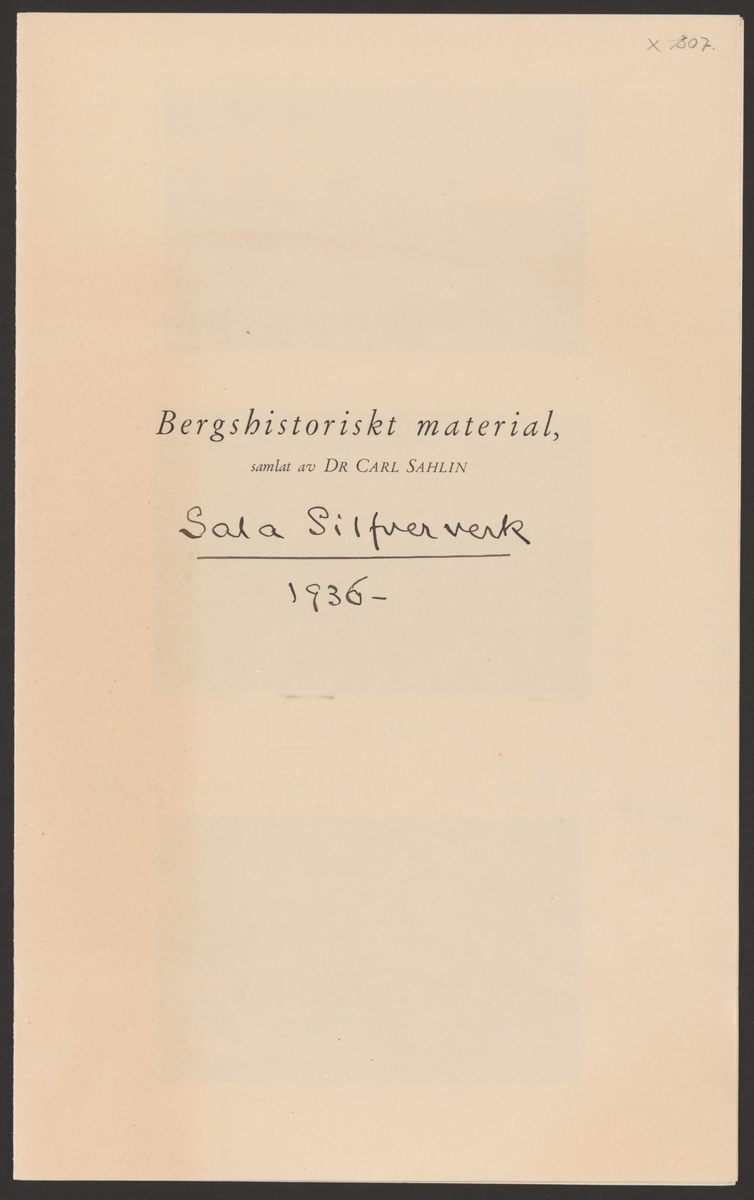 x 307.
Bergshistoriskt material,
samlat av DR CARL SAHLIN
Sala Silfververk
1936–